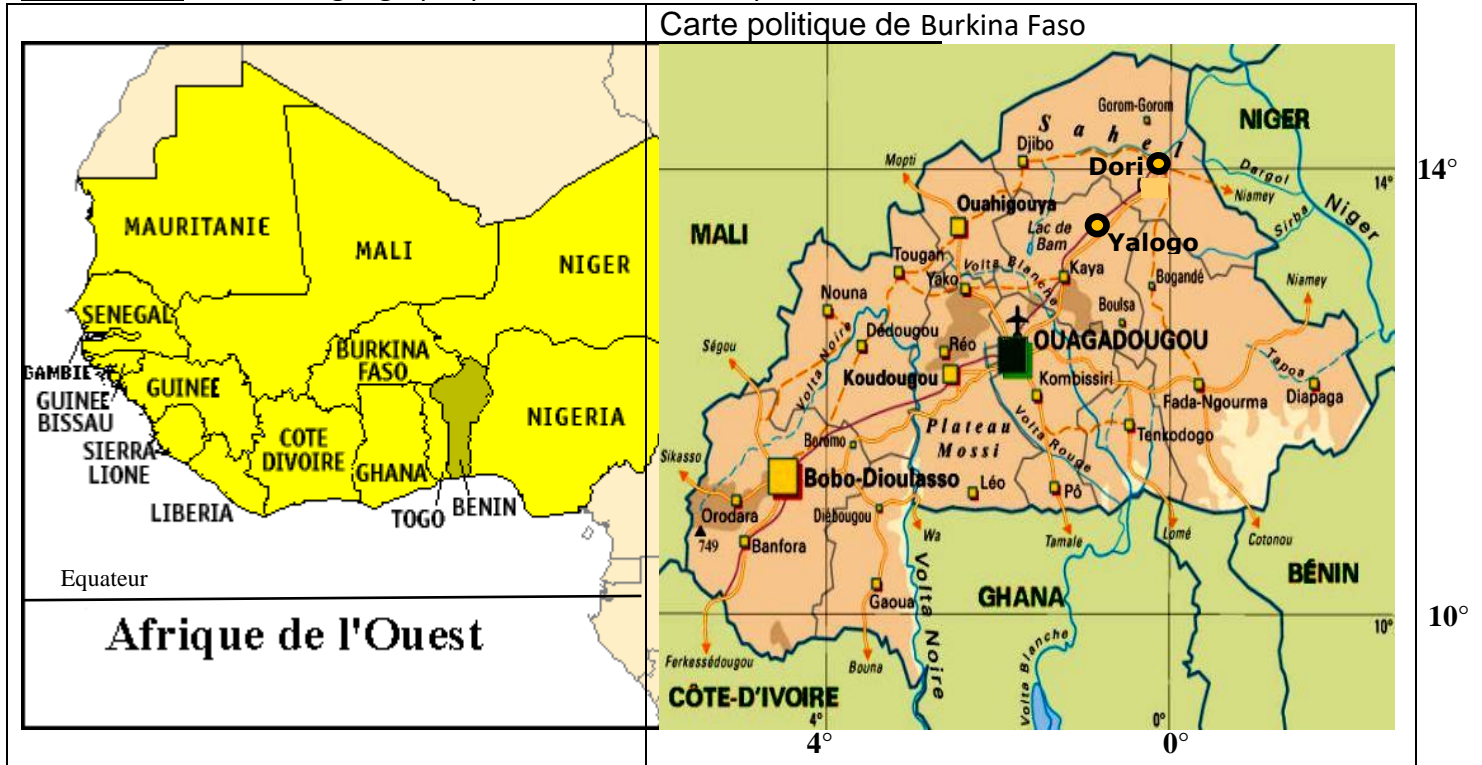 Carte politique de Burkina Faso
MAURITANIE
MALI
NIGER
SENEGAL
GAMBIE
GUINEE
BISSAU
GUINEE
SIERRA
LIONE
LIBERIA
COTE
DIVOIRE
BURKINA
FASO
GHANA
TOGO
BENIN
NIGERIA
Equateur
Afrique de l'Ouest
NIGER
Gorom-Gorom
Sahel
Djibo
Mopti
Dori
14°
14°
Dargol
Niamey
Niger
Sirba
Ouahigouya
MALI
Lac de
Bam
Yalogo
Tougan
Volta Blanche
Kaya
Yako
Bogandé
Niamey
Nouna
Boulsa
Volta Noire
Dédougou
OUAGADOUGOU
Ségou
Réo
Tapoa
Koudougou
Kombissiri
Fada-Ngourma
Diapaga
Boromo
Plateau
Mossi
Volta Rouge
Tenkodogo
Sikasso
Bobo-Dioulasso
Léo
Pô
Orodara
Diébougou
749
Banfora
Wa
Tamale
Lomé
Cotonou
BÉNIN
Gaoua
Volta Noire
GHANA
10°
10°
Ferkessédougou
Bouna
Volta Blanche
CÔTE-D'IVOIRE
4°
0°
4°
0°